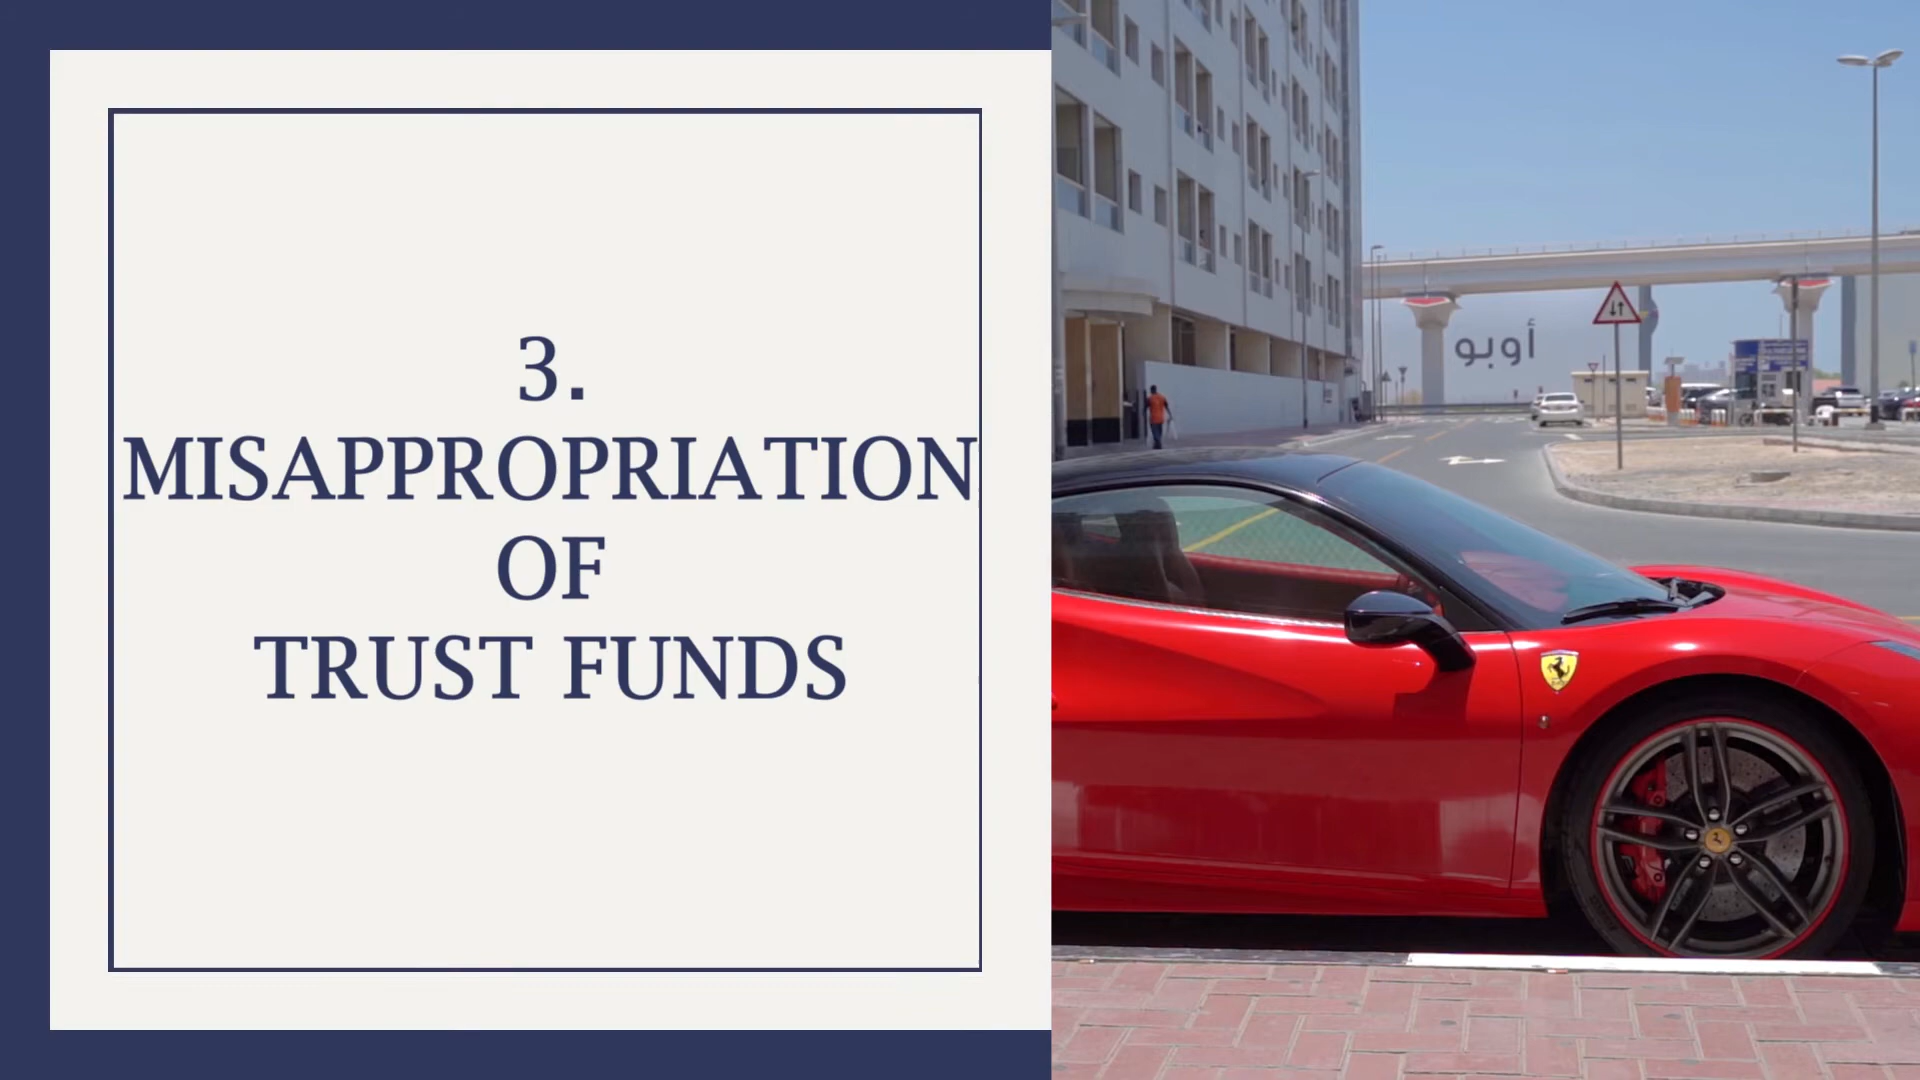 3.
MISAPPROPRIATION
OF
TRUST FUNDS
أوبو